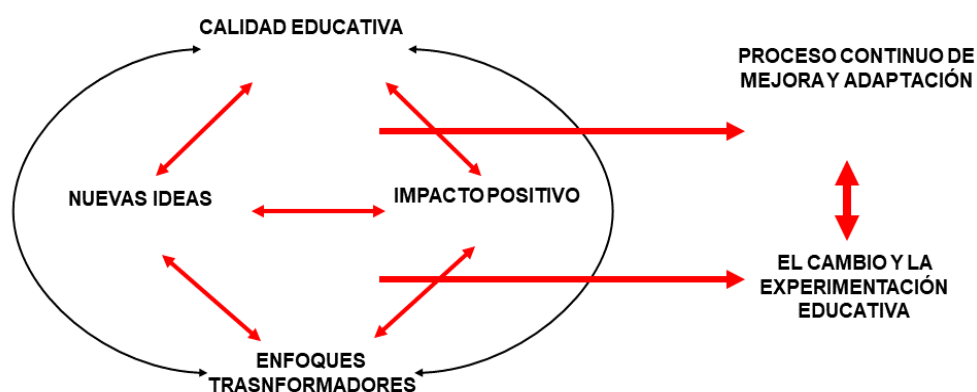 CALIDAD EDUCATIVA
PROCESO CONTINUO DE
MEJORA Y ADAPTACIÓN
NUEVAS IDEAS
IMPACTO POSITIVO
EL CAMBIO Y LA
EXPERIMENTACIÓN
EDUCATIVA
ENFOQUES
TRASNFORMADORES